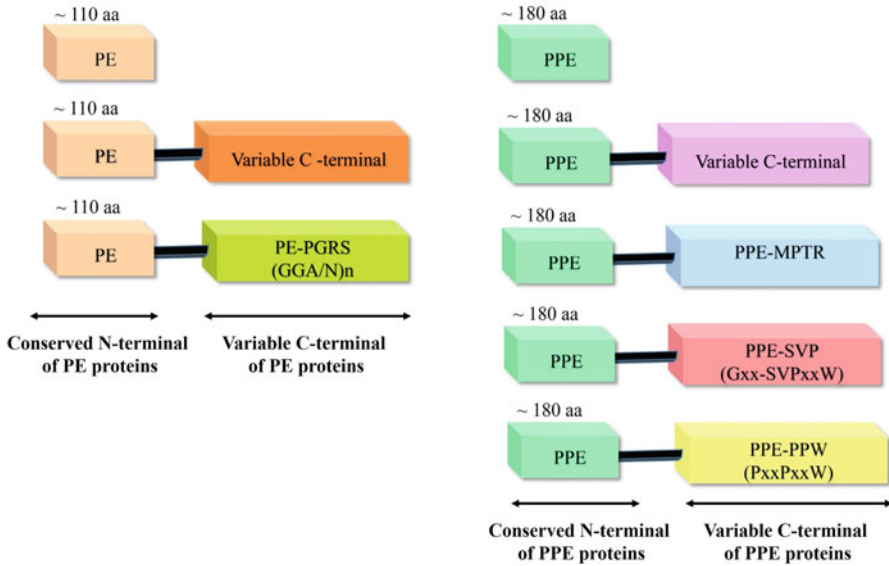 ~ 110 aa
PE
~ 110 aa
PE
Variable C -terminal
~ 110 aa
PE
PE-PGRS
(GGA/N)n
Conserved N-terminal
of PE proteins
Variable C-terminal
of PE proteins
~ 180 aa
PPE
~ 180 aa
PPE
Variable C-terminal
~ 180 aa
PPE
PPE-MPTR
~ 180 aa
PPE
PPE-SVP
(Gxx-SVPxxW)
~ 180 aa
PPE
PPE-PPW
(PxxPxxW)
Conserved N-terminal
of PPE proteins
Variable C-terminal
of PPE proteins